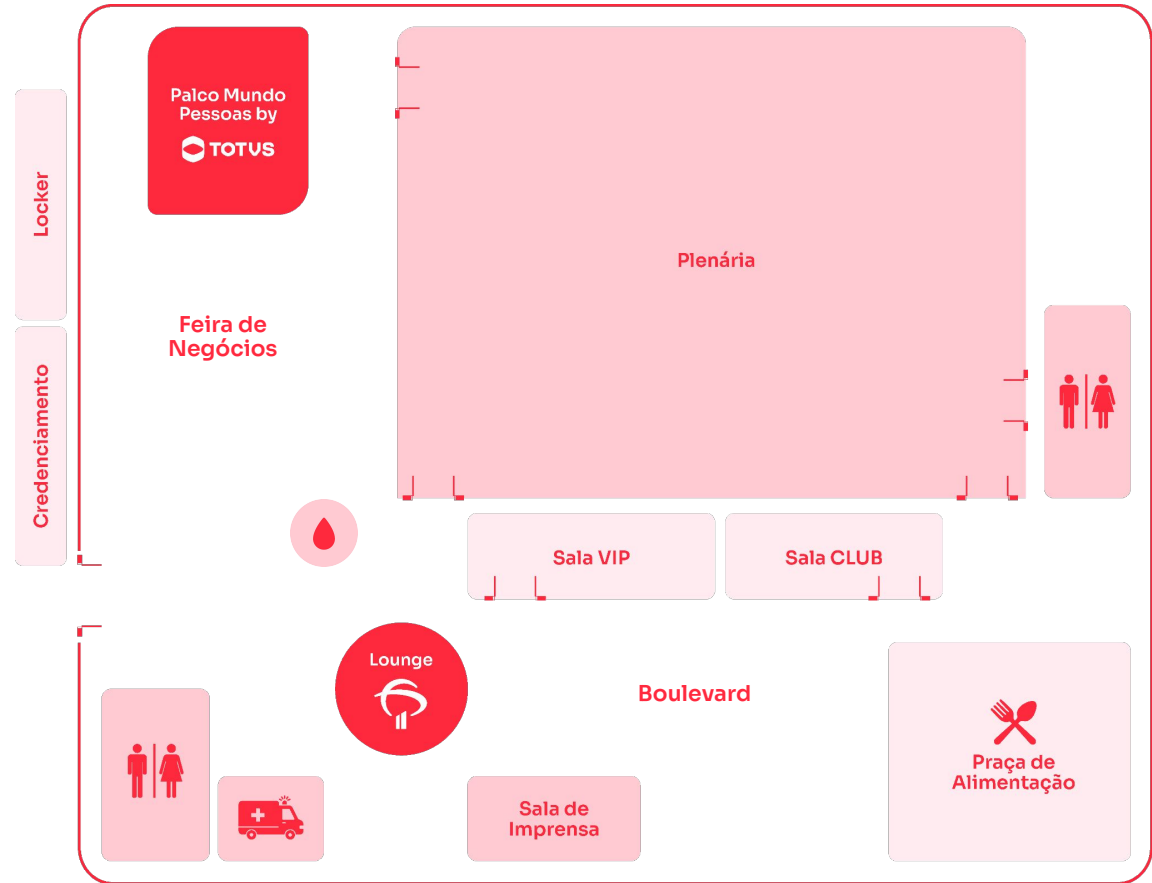 Palco Mundo
Pessoas by
TOTVS
Locker
Plenária
Feira de
Negócios
Credenciamento
Sala VIP
Sala CLUB
Lounge
Boulevard
Praça de
Alimentação
Sala de
Imprensa